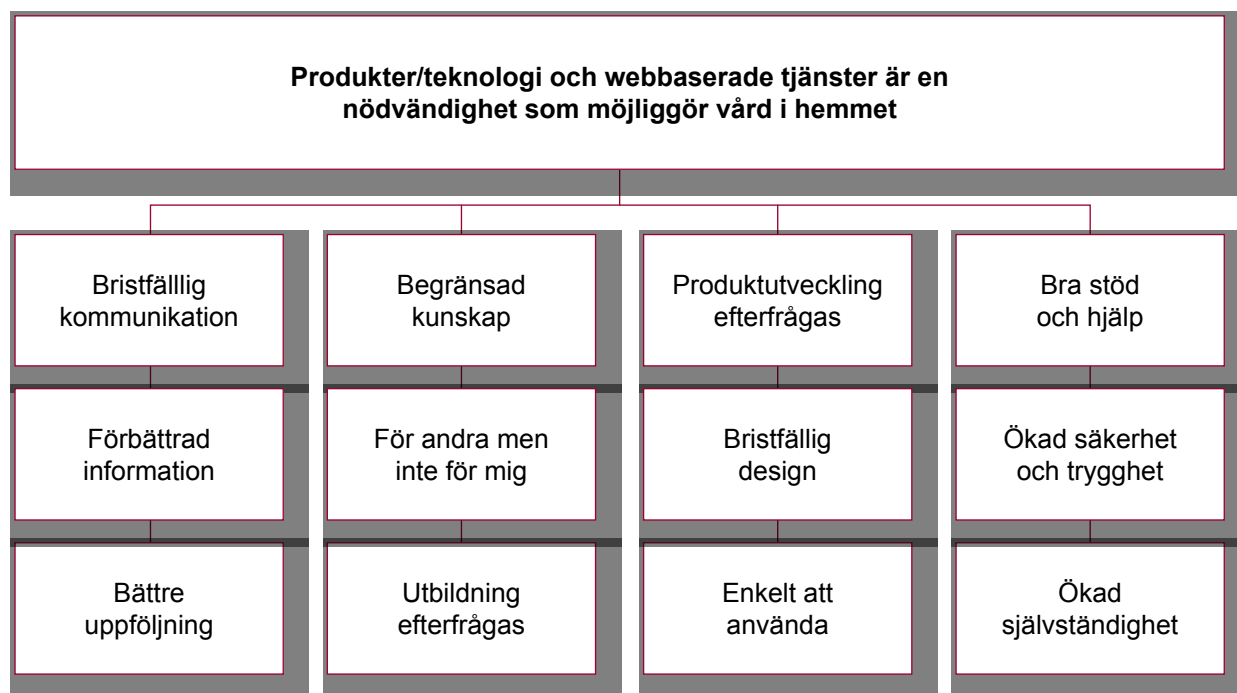 Produkter/teknologi och webbaserade tjänster är en
nödvändighet som möjliggör vård i hemmet
Bristfälllig
kommunikation
Begränsad
kunskap
Produktutveckling
efterfrågas
Bra stöd
och hjälp
Förbättrad
information
För andra men
inte för mig
Bristfällig
design
Ökad säkerhet
och trygghet
Bättre
uppföljning
Utbildning
efterfrågas
Enkelt att
använda
Ökad
självständighet